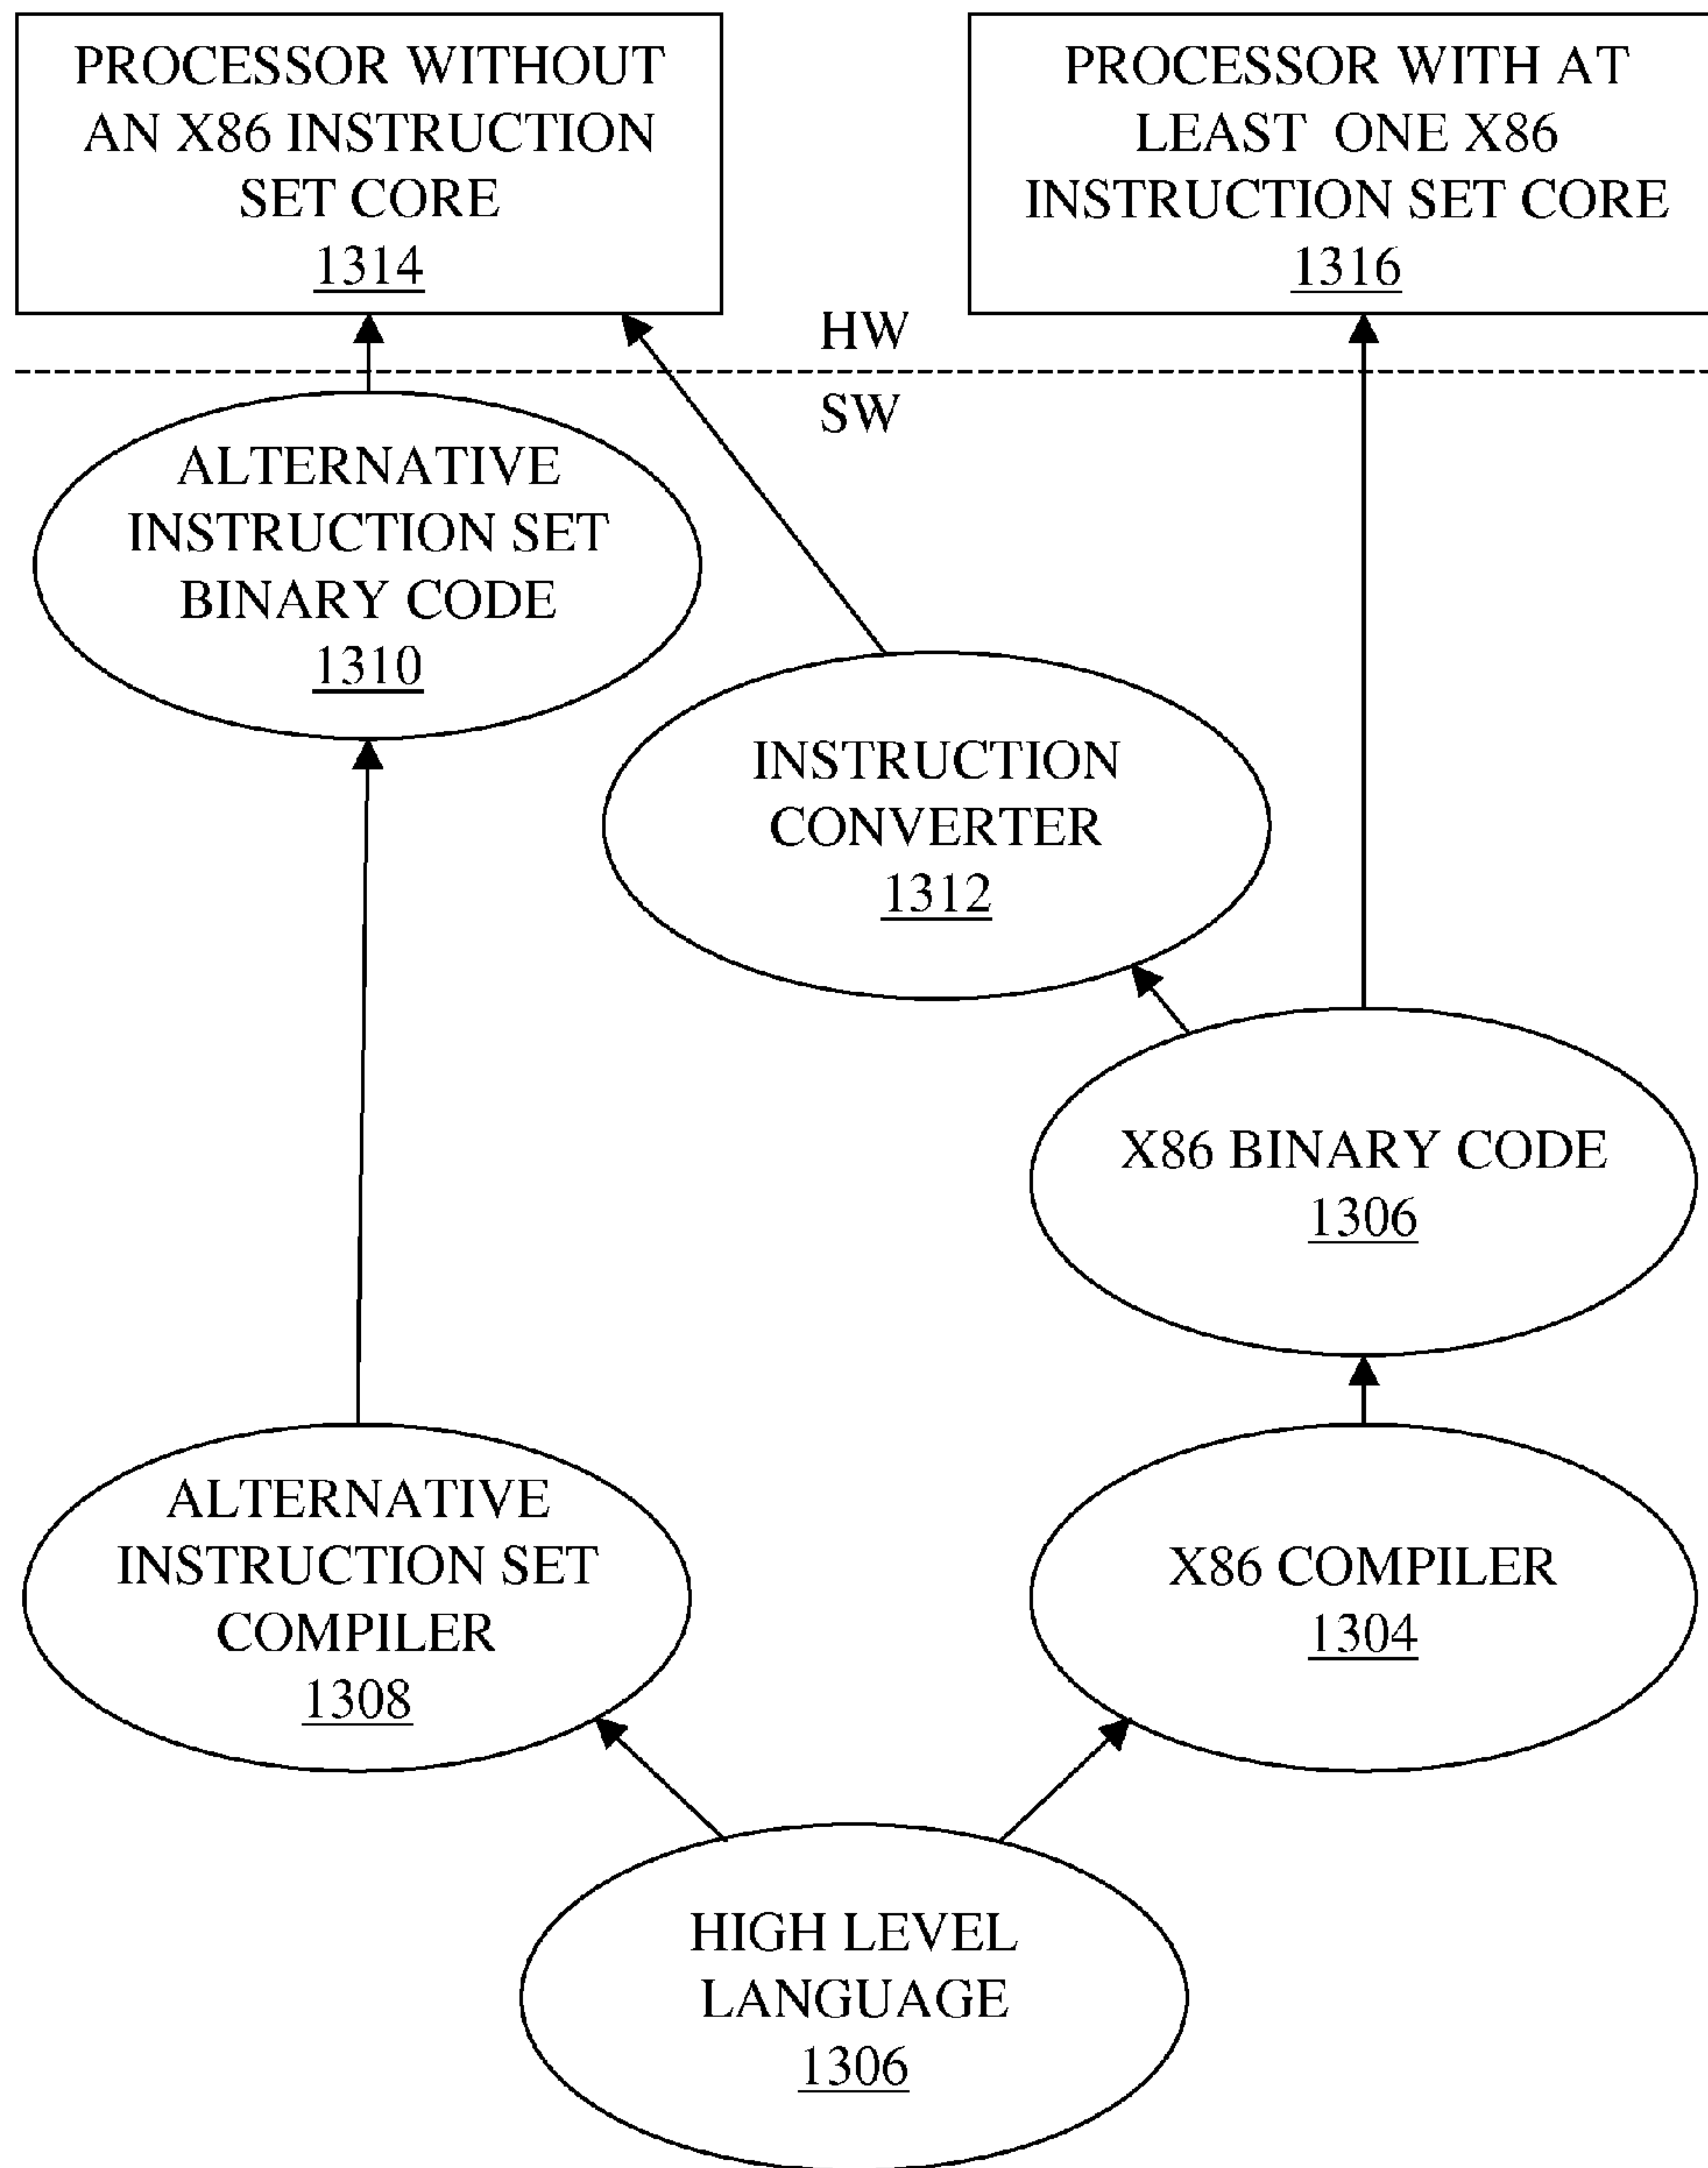 PROCESSOR WITHOUT
AN X86 INSTRUCTION
SET CORE
1314
PROCESSOR WITH AT
LEAST ONE X86
INSTRUCTION SET CORE
1316
HW
SW
ALTERNATIVE
INSTRUCTION SET
BINARY CODE
1310
INSTRUCTION
CONVERTER
1312
X86 BINARY CODE
1306
ALTERNATIVE
INSTRUCTION SET
COMPILER
1308
X86 COMPILER
1304
HIGH LEVEL
LANGUAGE
1306